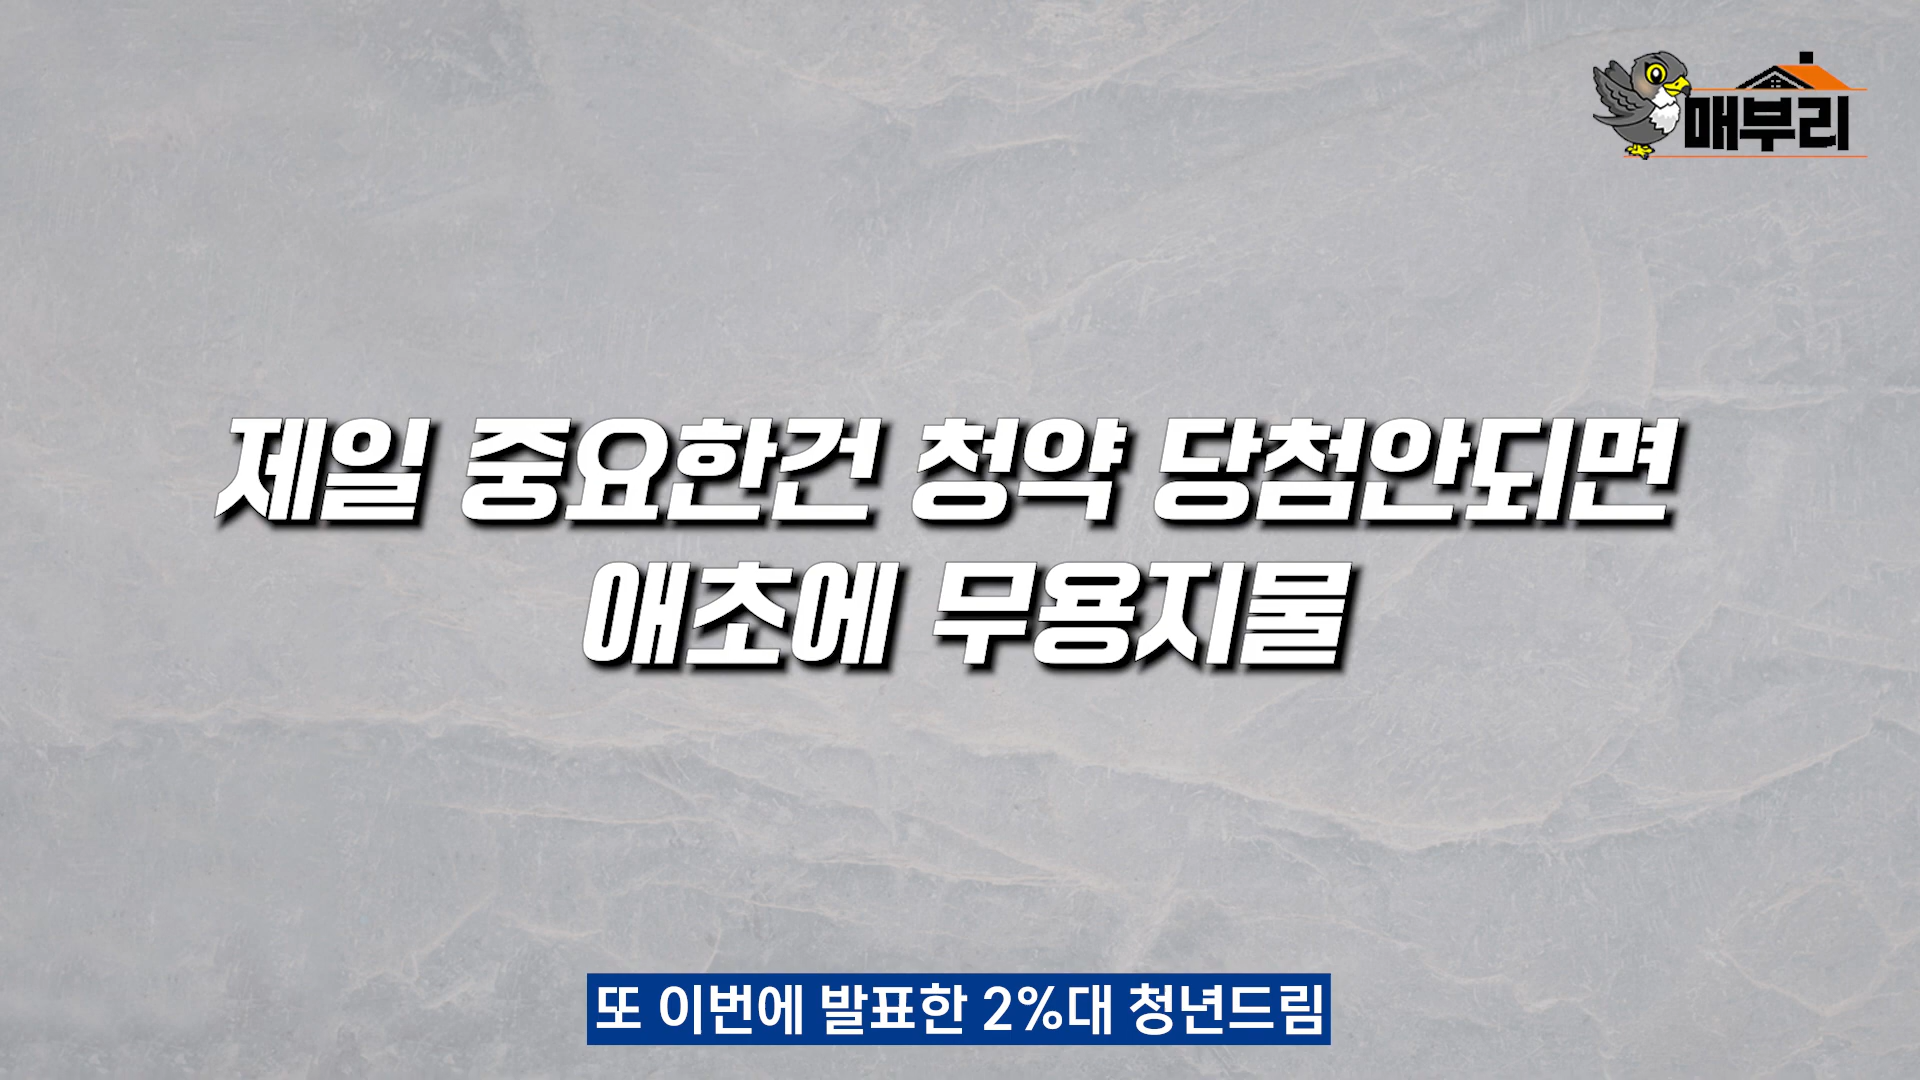 매부리
제일 중요한건 청약 당첨안되면
애초에 무용지물
또 이번에 발표한 2%대 청년드림